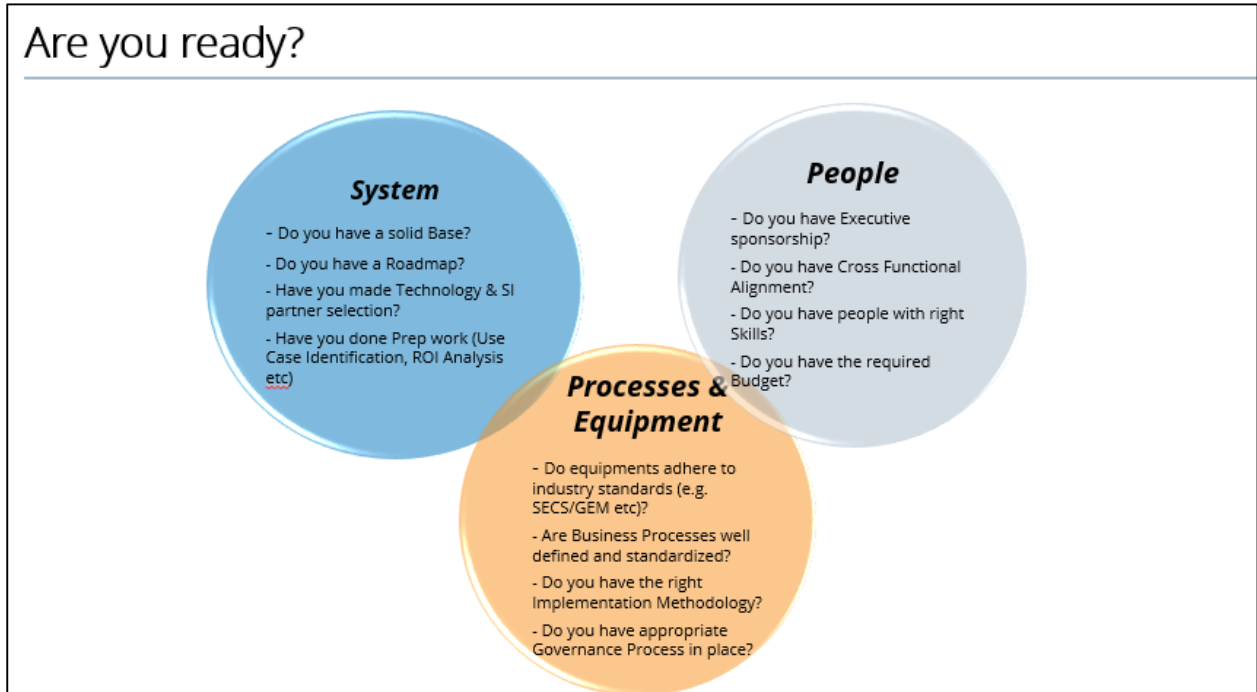 Are you ready?
System
- Do you have a solid Base?
- Do you have a Roadmap?
- Have you made Technology & SI
partner selection?
- Have you done Prep work (Use
Case Identification, ROI Analysis
etc)
People
- Do you have Executive
sponsorship?
- Do you have Cross Functional
Alignment?
- Do you have people with right
Skills?
- Do you have the required
Budget?
Processes &
Equipment
- Do equipments adhere to
industry standards (e.g.
SECS/GEM etc)?
- Are Business Processes well
defined and standardized?
- Do you have the right
Implementation Methodology?
- Do you have appropriate
Governance Process in place?